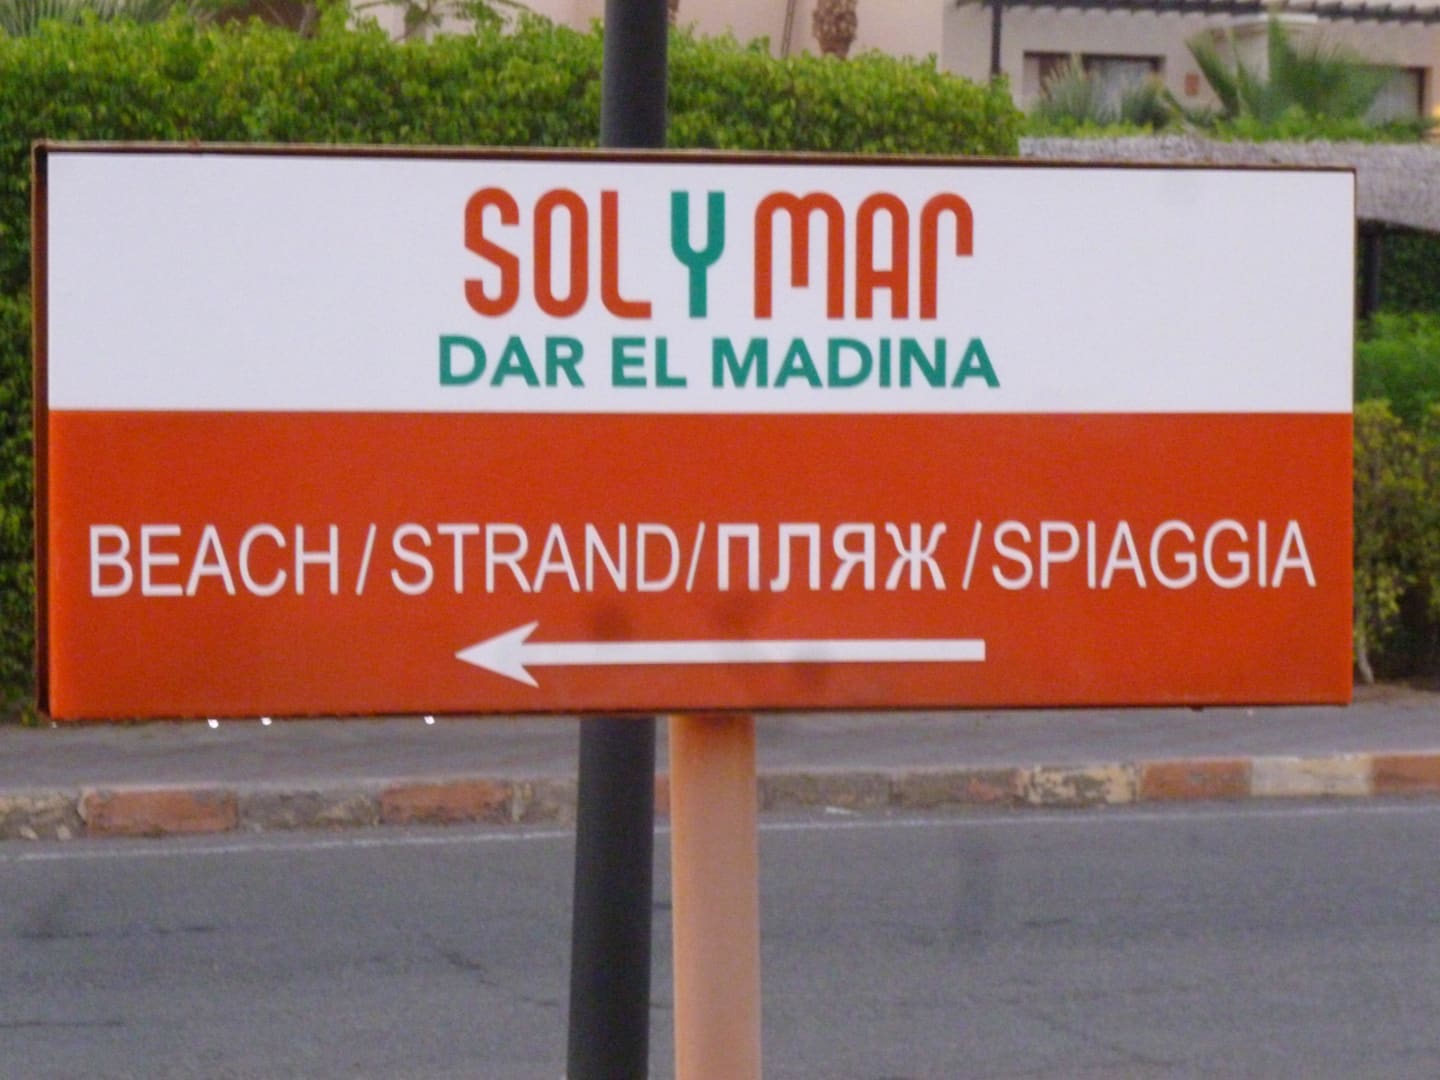 SOL Y MAR
DAR EL MADINA
BEACH/STRAND/ПЛЯЖ/SPIAGGIA